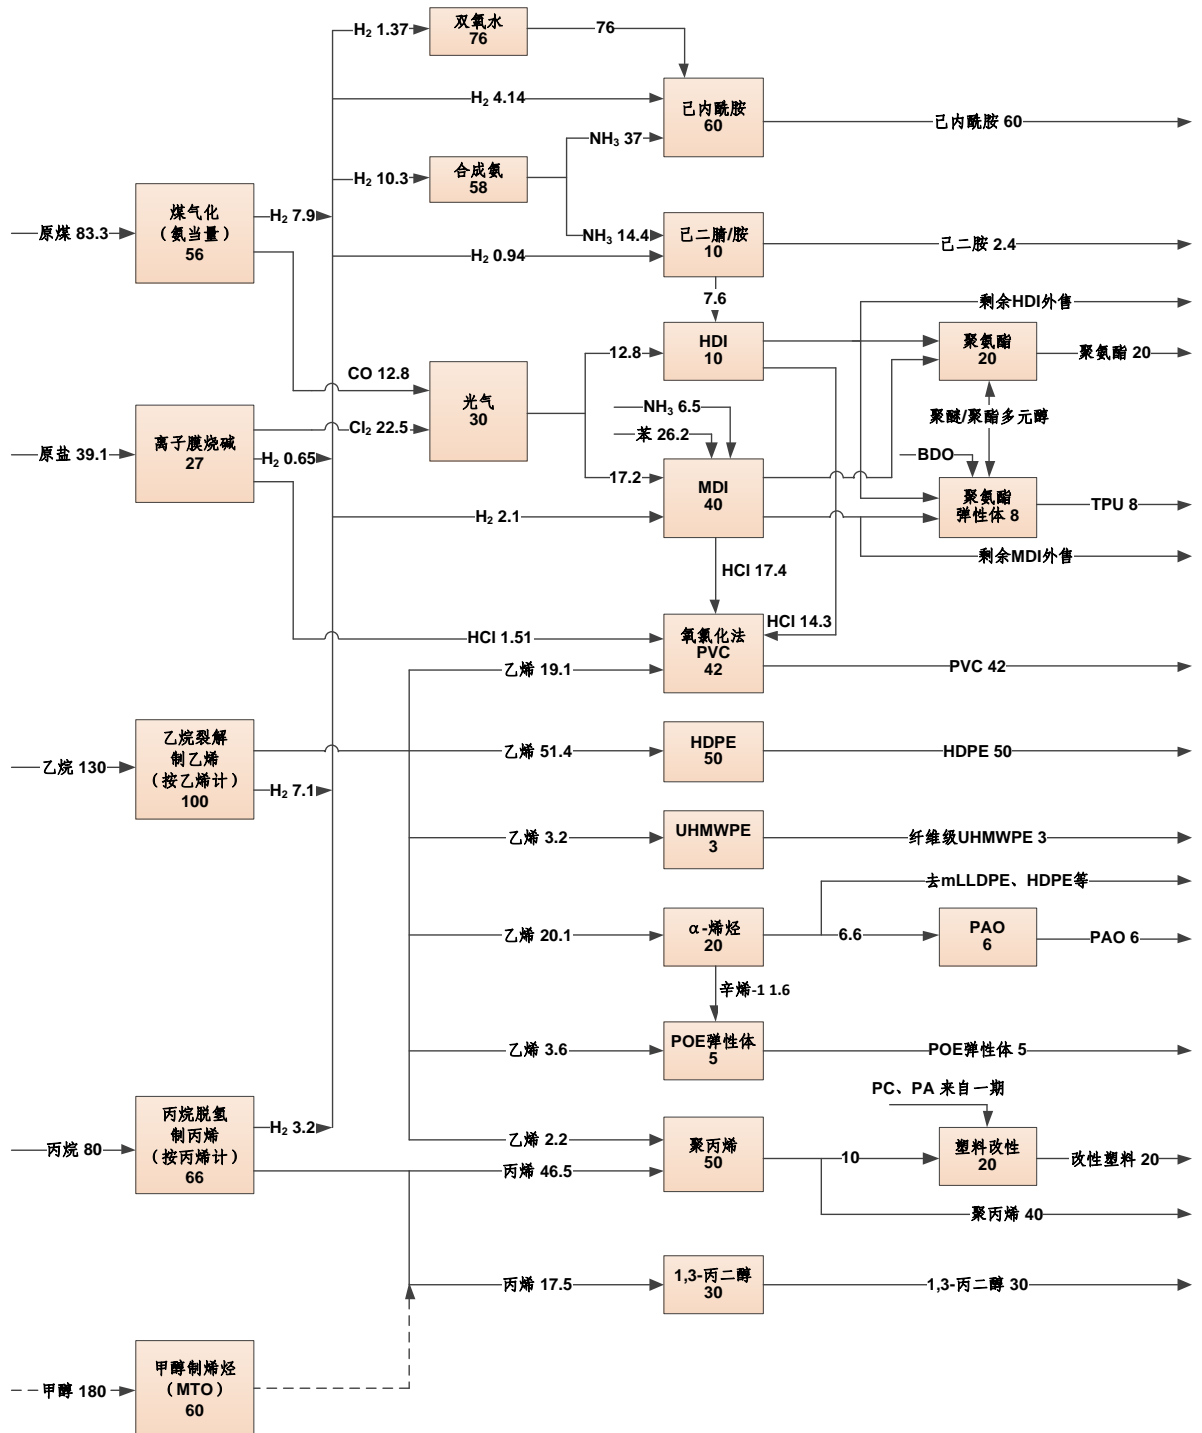 H₂ 1.37
双氧水
76
76
H₂ 4.14
己内酰胺
60
己内酰胺 60
NH₃ 37
H₂ 10.3
合成氨
58
煤气化
（氨当量）
56
H₂ 7.9
原煤 83.3
NH₃ 14.4
己二腈/胺
10
己二胺 2.4
H₂ 0.94
7.6
剩余HDI外售
HDI
10
聚氨酯
20
聚氨酯 20
12.8
CO 12.8
光气
30
NH₃ 6.5
苯 26.2
聚醚/聚酯多元醇
Cl₂ 22.5
离子膜烧碱
27
原盐 39.1
H₂ 0.65
BDO
17.2
MDI
40
聚氨酯
弹性体 8
TPU 8
H₂ 2.1
剩余MDI外售
HCl 17.4
HCl 14.3
HCl 1.51
氧氯化法
PVC
42
乙烯 19.1
PVC 42
乙烷裂解
制乙烯
（按乙烯计）
100
乙烷 130
乙烯 51.4
HDPE
50
HDPE 50
H₂ 7.1
乙烯 3.2
UHMWPE
3
纤维级UHMWPE 3
去mLLDPE、HDPE等
乙烯 20.1
α-烯烃
20
6.6
PAO
6
PAO 6
辛烯-1 1.6
乙烯 3.6
POE弹性体
5
POE弹性体 5
PC、PA 来自一期
丙烷脱氢
制丙烯
（按丙烯计）
66
丙烷 80
H₂ 3.2
乙烯 2.2
聚丙烯
50
10
塑料改性
20
改性塑料 20
丙烯 46.5
聚丙烯 40
丙烯 17.5
1,3-丙二醇
30
1,3-丙二醇 30
甲醇 180
甲醇制烯烃
（MTO）
60